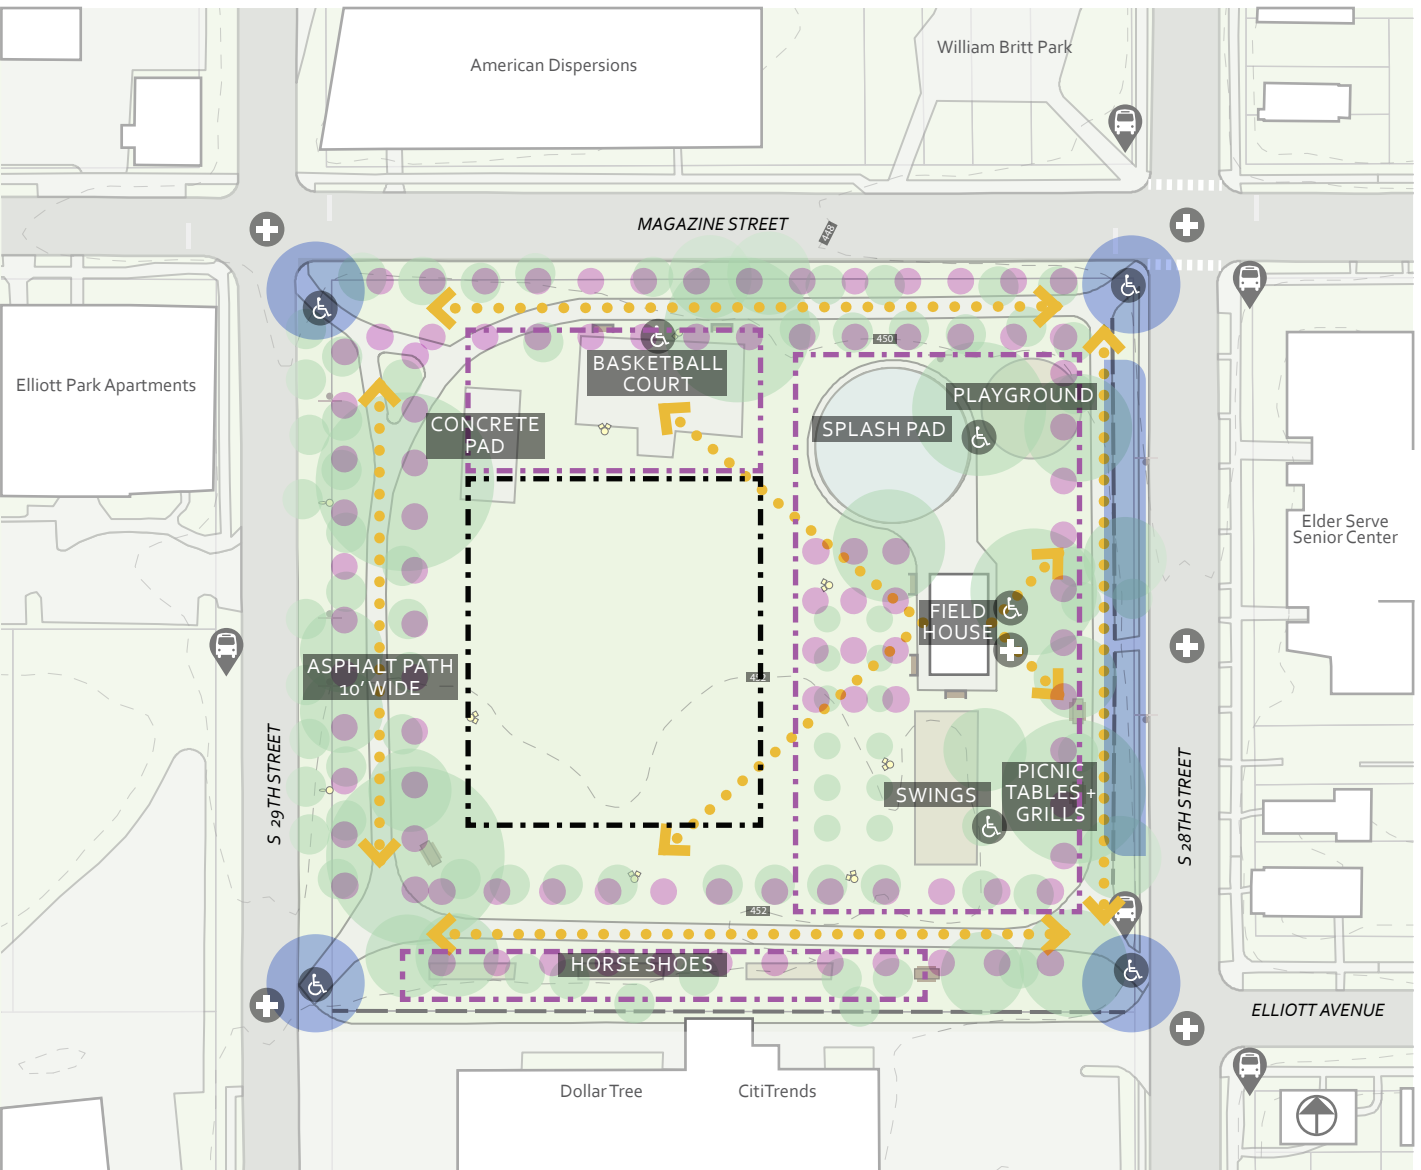 William Britt Park
American Dispersions
MAGAZINE STREET
448
450
BASKETBALL
COURT
Elliott Park Apartments
PLAYGROUND
CONCRETE
PAD
SPLASH PAD
Elder Serve
Senior Center
FIELD
HOUSE
ASPHALT PATH
10' WIDE
S 29TH STREET
S 28TH STREET
PICNIC
TABLES +
GRILLS
SWINGS
452
HORSE SHOES
ELLIOTT AVENUE
Dollar Tree
CitiTrends